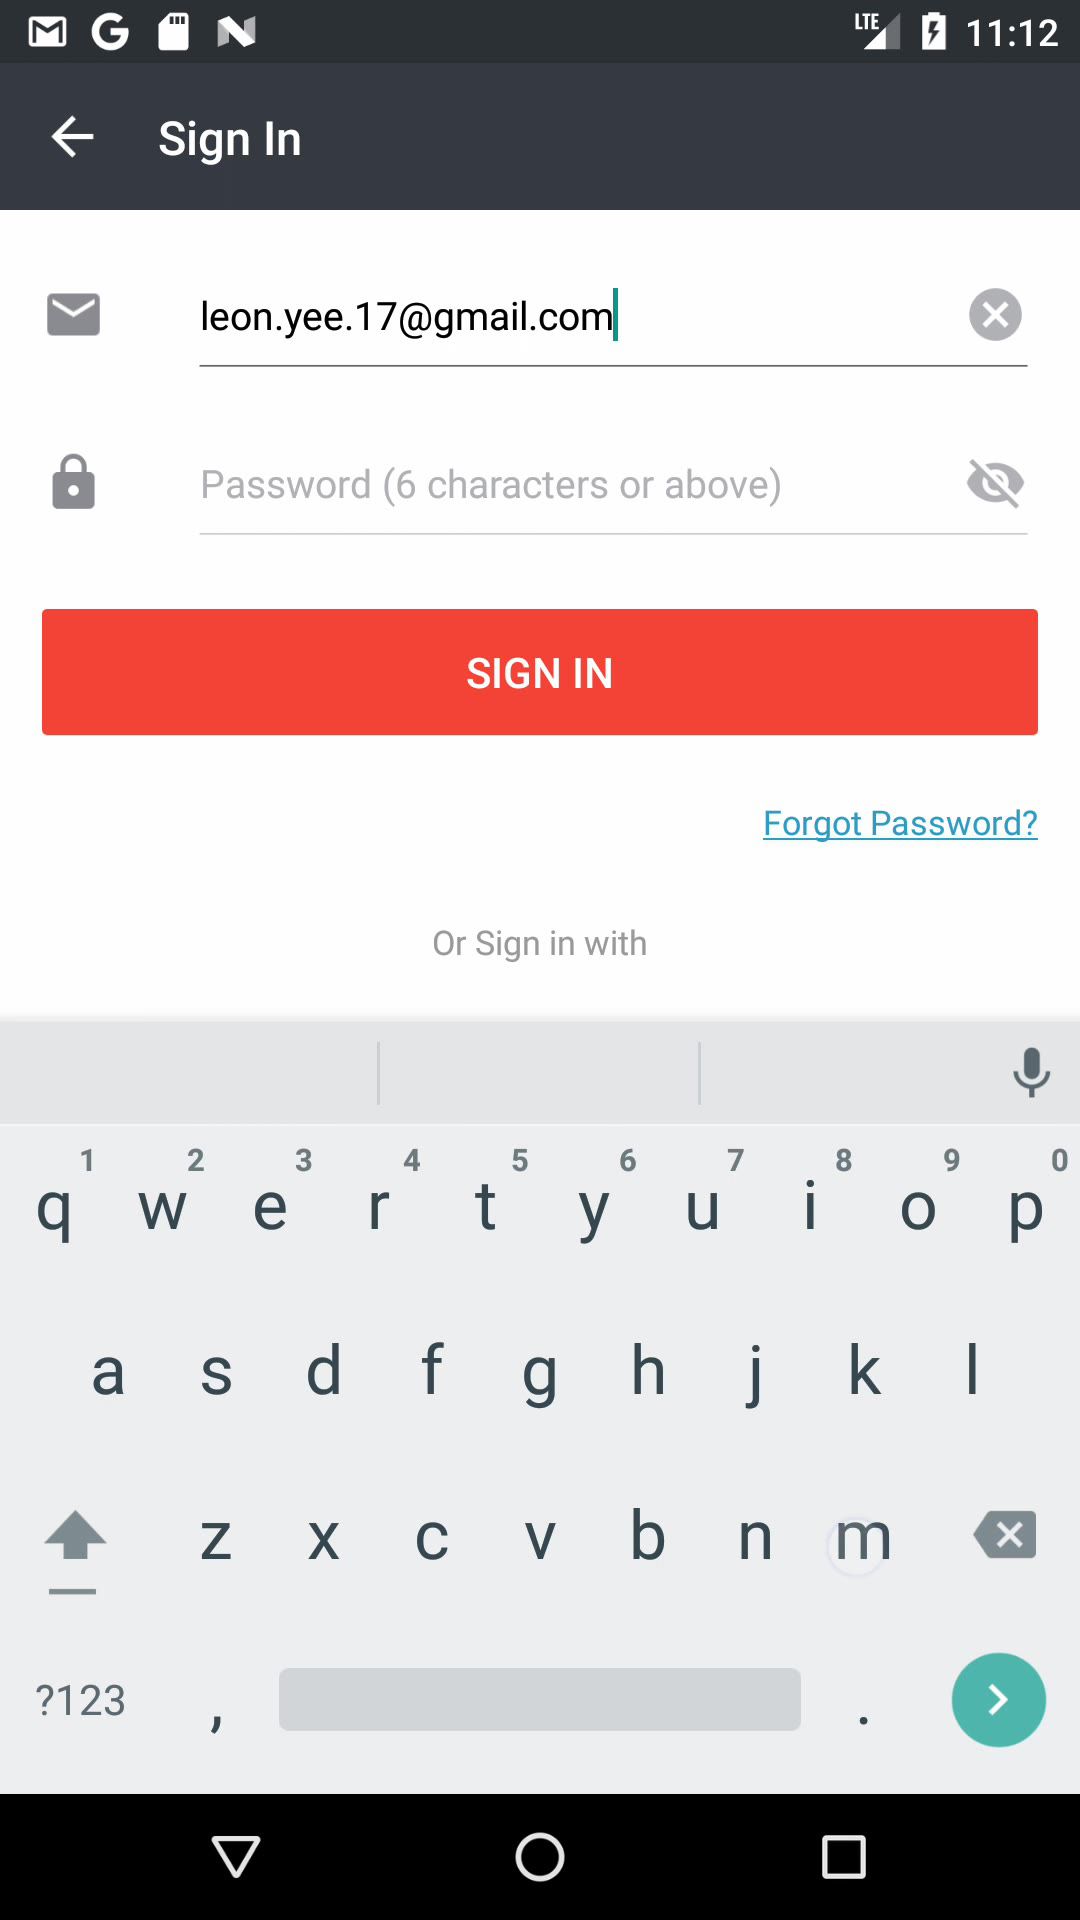 LTE 11:12
Sign In
leon.yee.17@gmail.com
Password (6 characters or above)
SIGN IN
Forgot Password?
Or Sign in with
1 2 3 4 5 6 7 8 9 0
q w e r t y u i o p
a s d f g h j k l
z x c v b n m
?123 , .